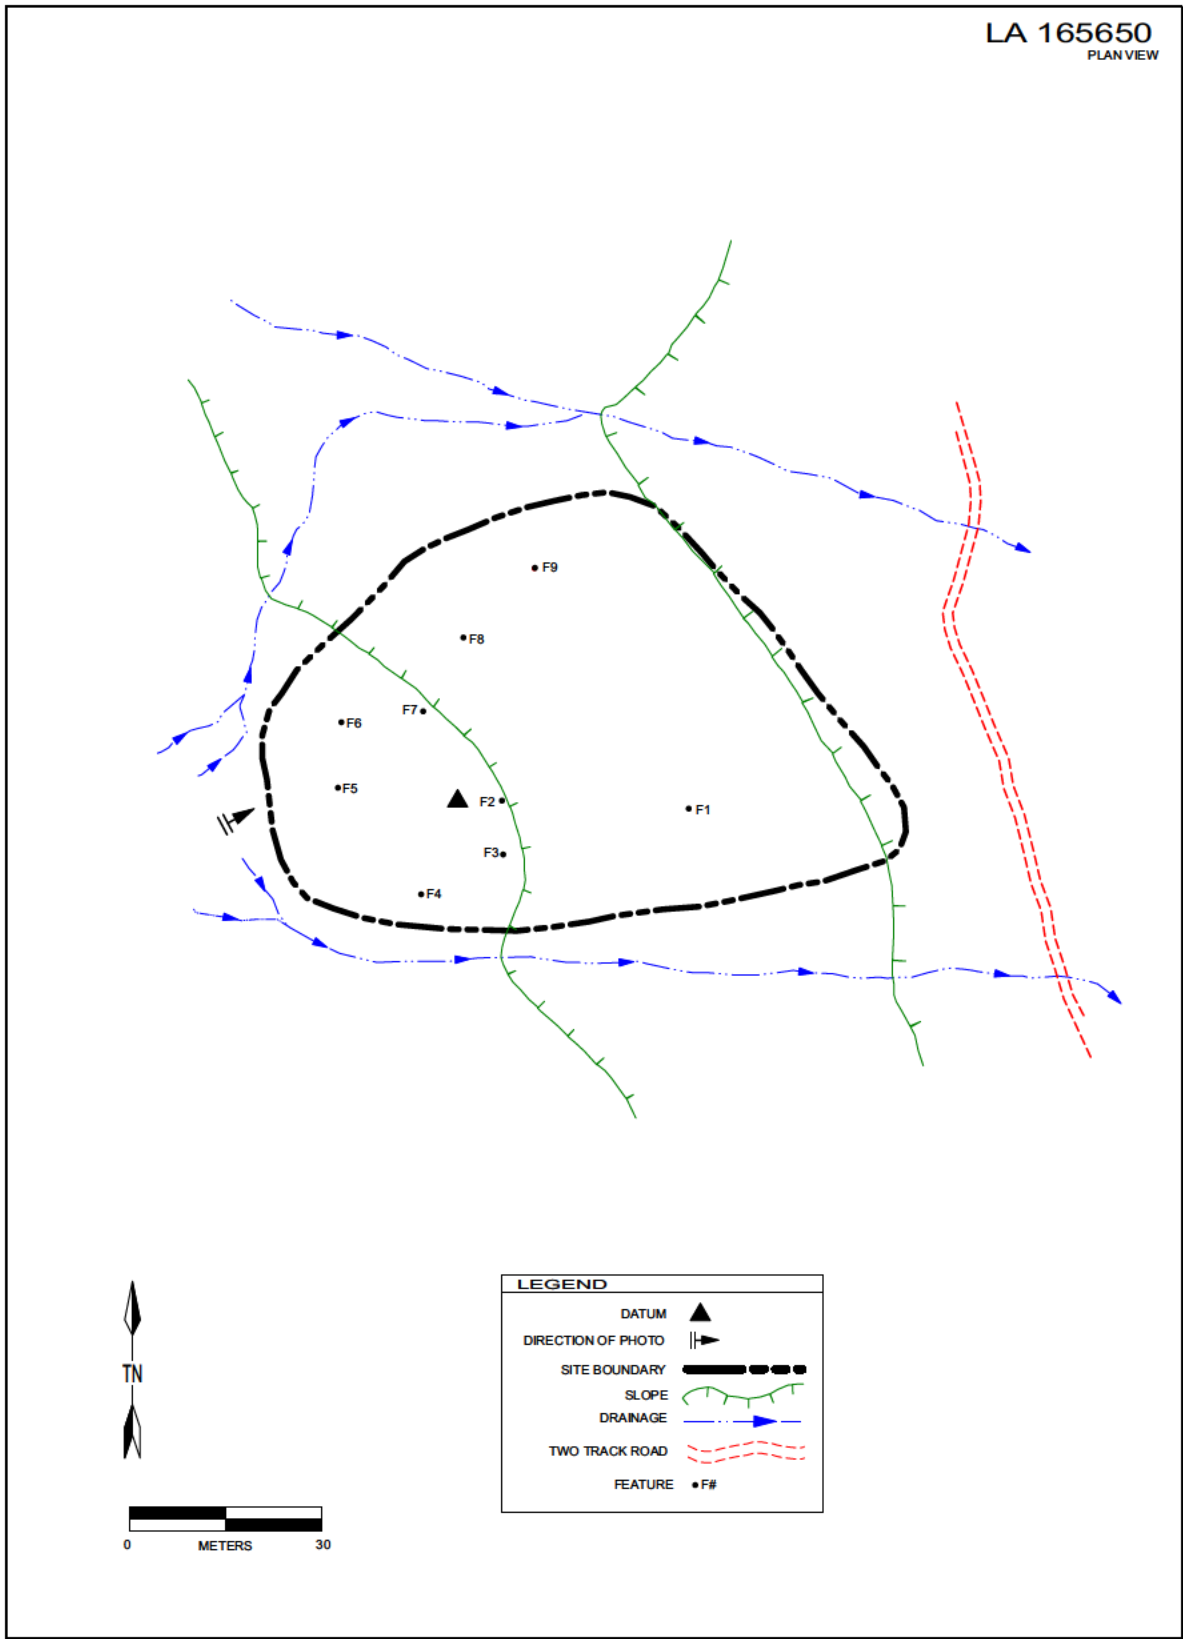 LA 165650
PLAN VIEW
F9
F8
F7
F6
F5
F2
F1
F3
F4
TN
0 METERS 30
LEGEND
DATUM
DIRECTION OF PHOTO
SITE BOUNDARY
SLOPE
DRAINAGE
TWO TRACK ROAD
FEATURE F#